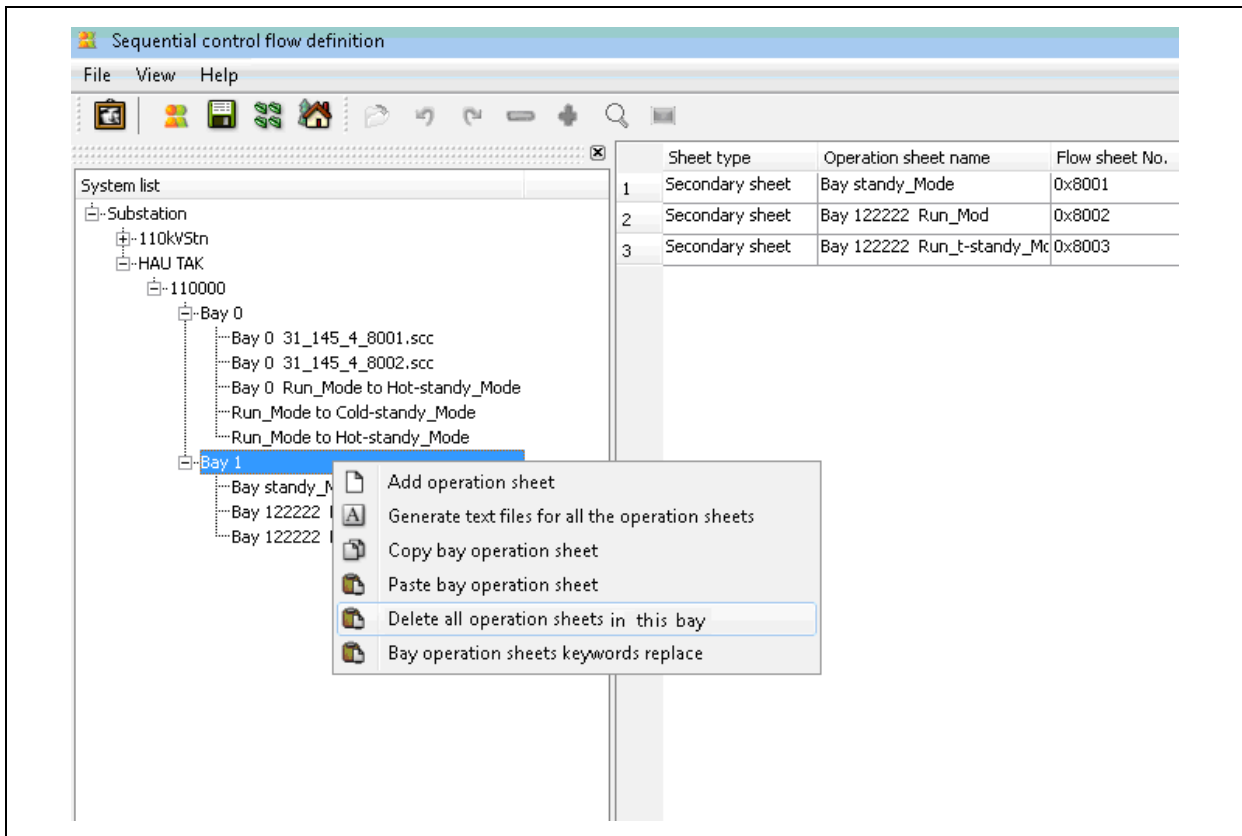 Sequential control flow definition
File View Help
System list
Substation
110kVStn
HAU TAK
110000
Bay 0
Bay 0 31_145_4_8001.scc
Bay 0 31_145_4_8002.scc
Bay 0 Run_Mode to Hot-standy_Mode
Run_Mode to Cold-standy_Mode
Run_Mode to Hot-standy_Mode
Bay 1
Bay standy_
Bay 122222
Bay 122222
Add operation sheet
Generate text files for all the operation sheets
Copy bay operation sheet
Paste bay operation sheet
Delete all operation sheets in this bay
Bay operation sheets keywords replace
Sheet type Operation sheet name Flow sheet No.
1 Secondary sheet Bay standy_Mode 0x8001
2 Secondary sheet Bay 122222 Run_Mod 0x8002
3 Secondary sheet Bay 122222 Run_t-standy_Mc 0x8003